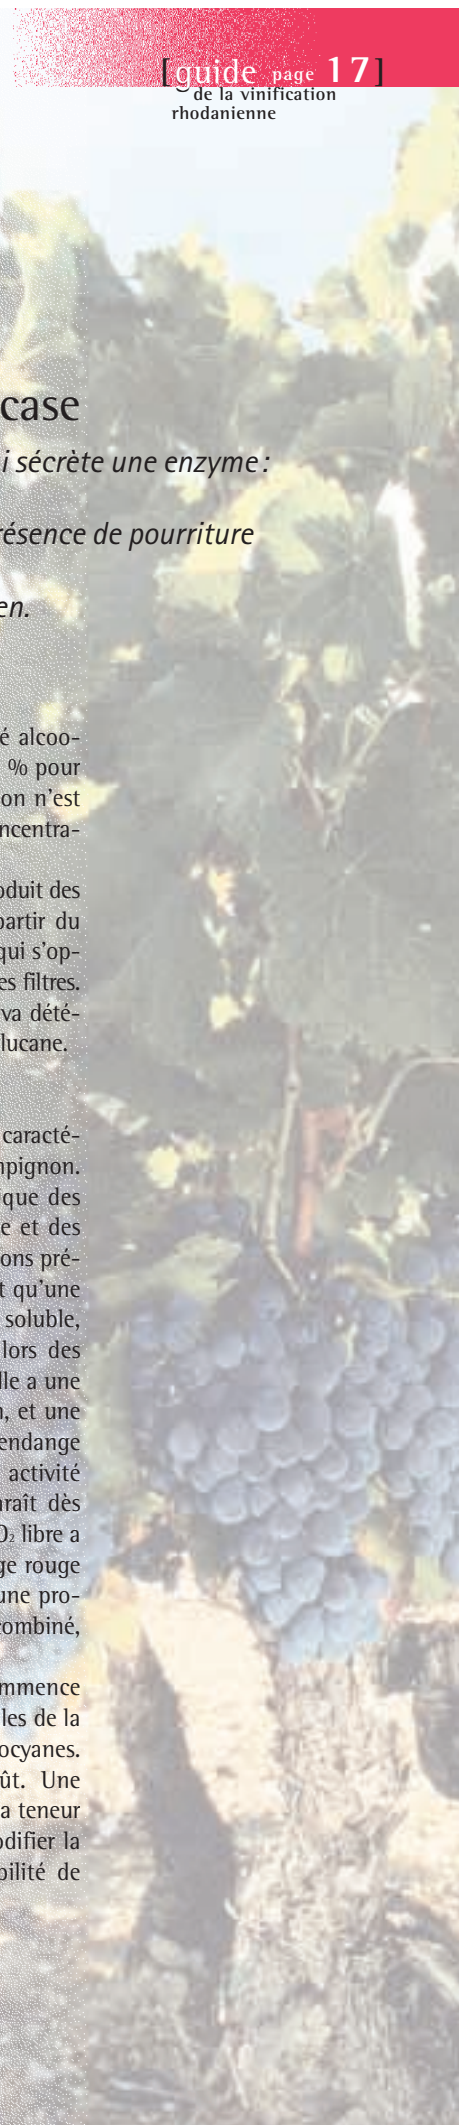 [guide page 17]
de la vinification
rhodanienne
case
i sécrète une enzyme :
résence de pourriture
en.
é alcoo-
% pour
on n'est
ncentra-
oduit des
partir du
qui s'op-
es filtres.
va dété-
lucane.
caracté-
mpignon.
que des
e et des
ons pré-
t qu'une
soluble,
lors des
lle a une
n, et une
endange
activité
araît dès
O₂ libre a
ge rouge
une pro-
combiné,
mmence
les de la
ocyanes.
ût. Une
a teneur
odifier la
bilité de